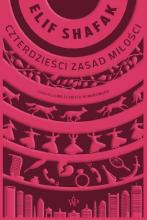 ELIF SHAFAK
CZTERDZIEŚCI ZASAD MIŁOŚCI